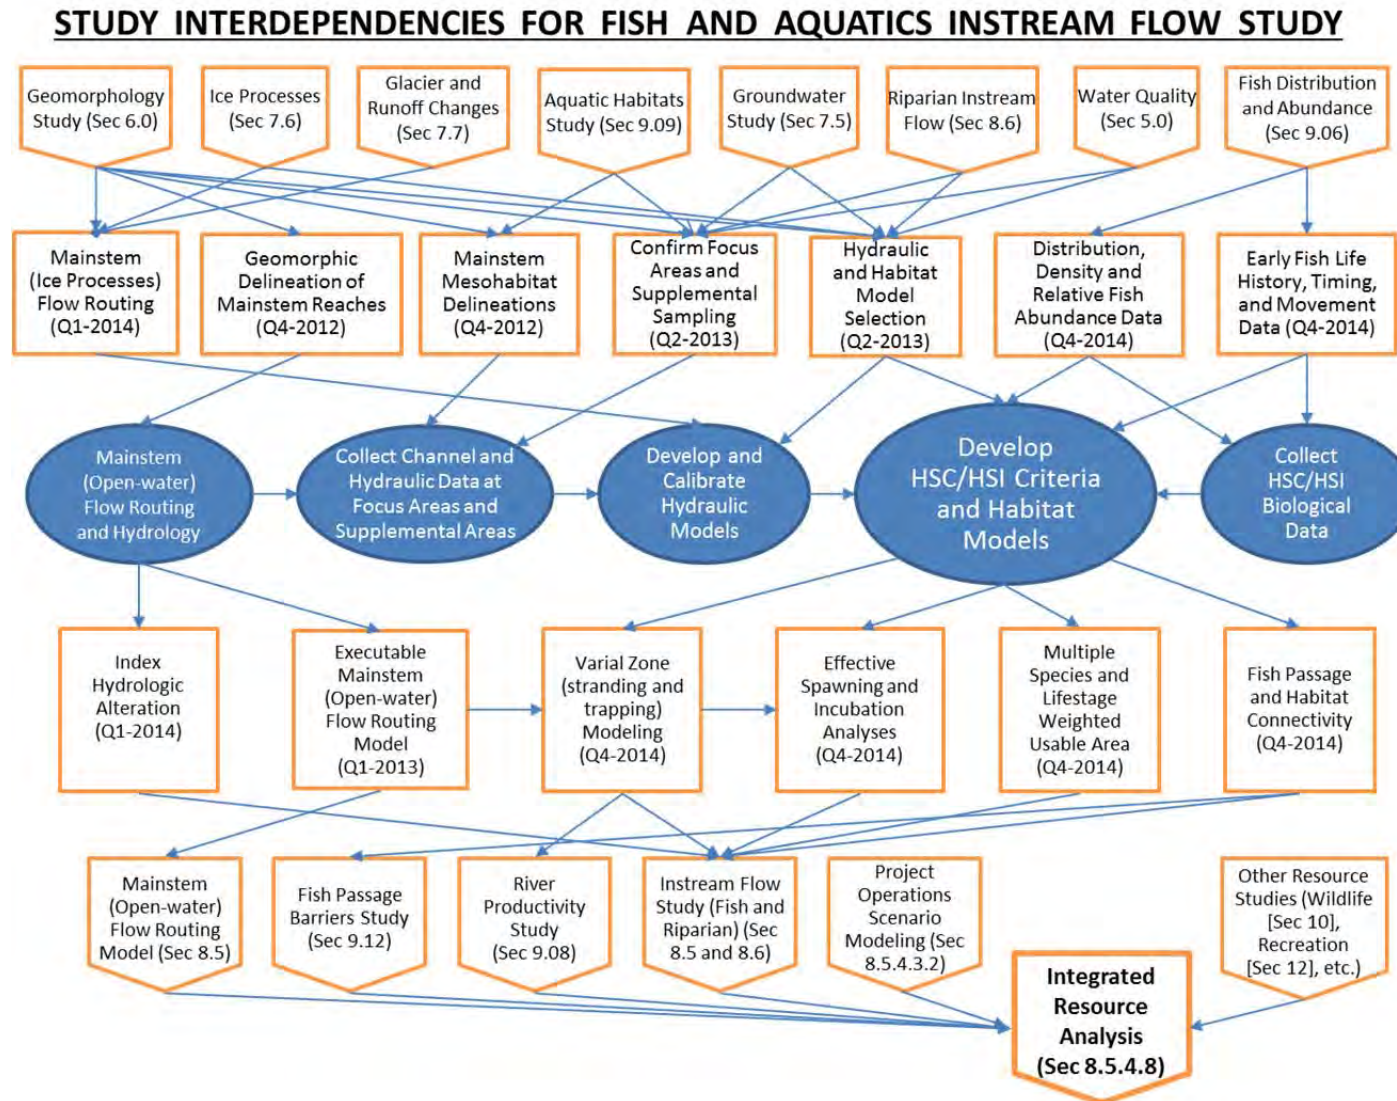 STUDY INTERDEPENDENCIES FOR FISH AND AQUATICS INSTREAM FLOW STUDY
Geomorphology
Study (Sec 6.0)
Ice Processes
(Sec 7.6)
Glacier and
Runoff Changes
(Sec 7.7)
Aquatic Habitats
Study (Sec 9.09)
Groundwater
Study (Sec 7.5)
Riparian Instream
Flow (Sec 8.6)
Water Quality
(Sec 5.0)
Fish Distribution
and Abundance
(Sec 9.06)
Mainstem
(Ice Processes)
Flow Routing
(Q1-2014)
Geomorphic
Delineation of
Mainstem Reaches
(Q4-2012)
Mainstem
Mesohabitat
Delineations
(Q4-2012)
Confirm Focus
Areas and
Supplemental
Sampling
(Q2-2013)
Hydraulic
and Habitat
Model
Selection
(Q2-2013)
Distribution,
Density and
Relative Fish
Abundance Data
(Q4-2014)
Early Fish Life
History, Timing,
and Movement
Data (Q4-2014)
Mainstem
(Open-water)
Flow Routing
and Hydrology
Collect Channel and
Hydraulic Data at
Focus Areas and
Supplemental Areas
Develop and
Calibrate
Hydraulic
Models
Develop
HSC/HSI Criteria
and Habitat
Models
Collect
HSC/HSI
Biological
Data
Index
Hydrologic
Alteration
(Q1-2014)
Executable
Mainstem
(Open-water)
Flow Routing
Model
(Q1-2013)
Varial Zone
(stranding and
trapping)
Modeling
(Q4-2014)
Effective
Spawning and
Incubation
Analyses
(Q4-2014)
Multiple
Species and
Lifestage
Weighted
Usable Area
(Q4-2014)
Fish Passage
and Habitat
Connectivity
(Q4-2014)
Mainstem
(Open-water)
Flow Routing
Model (Sec 8.5)
Fish Passage
Barriers Study
(Sec 9.12)
River
Productivity
Study
(Sec 9.08)
Instream Flow
Study (Fish and
Riparian) (Sec
8.5 and 8.6)
Project
Operations
Scenario
Modeling (Sec
8.5.4.3.2)
Integrated
Resource
Analysis
(Sec 8.5.4.8)
Other Resource
Studies (Wildlife
[Sec 10],
Recreation
[Sec 12], etc.)